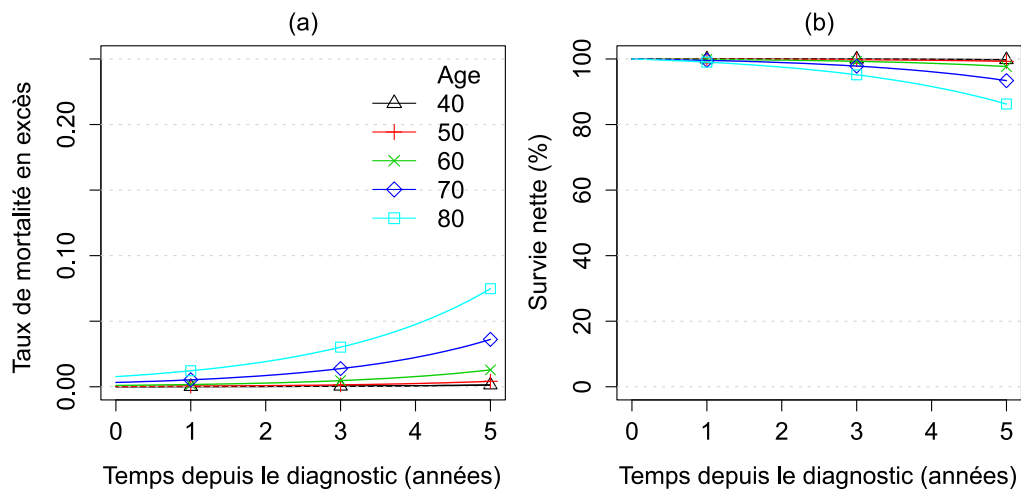 (a)
Taux de mortalité en excès
0.00
0.10
0.20
Age
40
50
60
70
80
0 1 2 3 4 5
Temps depuis le diagnostic (années)
(b)
Survie nette (%)
0
20
40
60
80
100
0 1 2 3 4 5
Temps depuis le diagnostic (années)